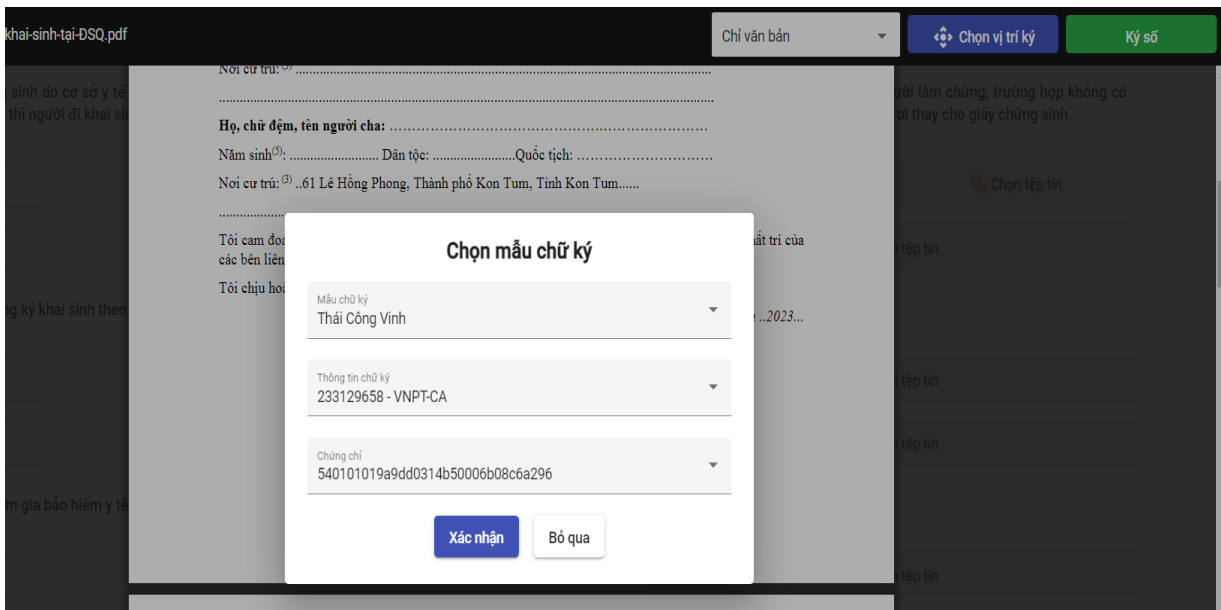 khai-sinh-tại-ĐSQ.pdf
Chỉ văn bản
Chọn vị trí ký
Ký số
Nơi cư trú: (3) ..........................................................................................................................
sinh do cơ sở y tế
thì người đi khai sin
ười làm chứng; trường hợp không có
ơi thay cho giấy chứng sinh.
Họ, chữ đệm, tên người cha: ……………………………………………………
Năm sinh(5): .......................... Dân tộc: ........................Quốc tịch: …………………………
Nơi cư trú: (3) ..61 Lê Hồng Phong, Thành phố Kon Tum, Tỉnh Kon Tum......
Chọn tệp tin
Tôi cam đoa
ất trí của
các bên liên
tệp tin
Tôi chịu hoà
ng ký khai sinh theo
..2023...
Chọn mẫu chữ ký
Mẫu chữ ký
Thái Công Vinh
Thông tin chữ ký
233129658 - VNPT-CA
tệp tin
Chứng chỉ
540101019a9dd0314b50006b08c6a296
tệp tin
m gia bảo hiểm y tế
Xác nhận
Bỏ qua
tệp tin